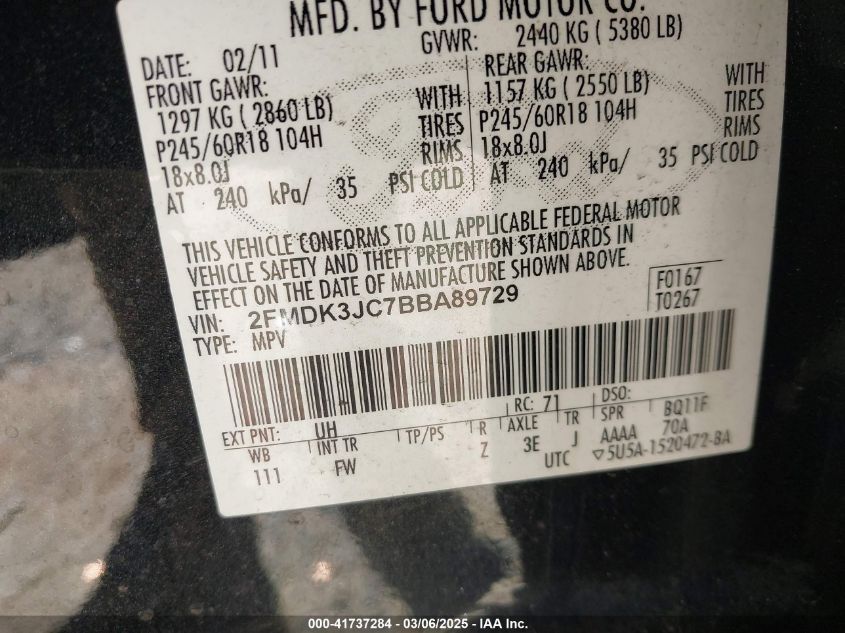 MFD. BY FORD MOTOR CO.
DATE: 02/11 GVWR: 2440 KG ( 5380 LB)
FRONT GAWR: REAR GAWR:
1297 KG ( 2860 LB) WITH 1157 KG ( 2550 LB) WITH
P245/60R18 104H TIRES P245/60R18 104H TIRES
18x8.0J RIMS 18x8.0J RIMS
AT 240 kPa/ 35 PSI COLD AT 240 kPa/ 35 PSI COLD
THIS VEHICLE CONFORMS TO ALL APPLICABLE FEDERAL MOTOR
VEHICLE SAFETY AND THEFT PREVENTION STANDARDS IN
EFFECT ON THE DATE OF MANUFACTURE SHOWN ABOVE.
VIN: 2FMDK3JC7BBA89729 F0167
TYPE: MPV T0267
EXT PNT: UH RC: 71 DSO:
WB INT TR TP/PS R AXLE TR SPR BQ11F
111 FW Z 3E J AAAA 70A
UTC ▽5U5A-1520472-BA
000-41737284 - 03/06/2025 - IAA Inc.